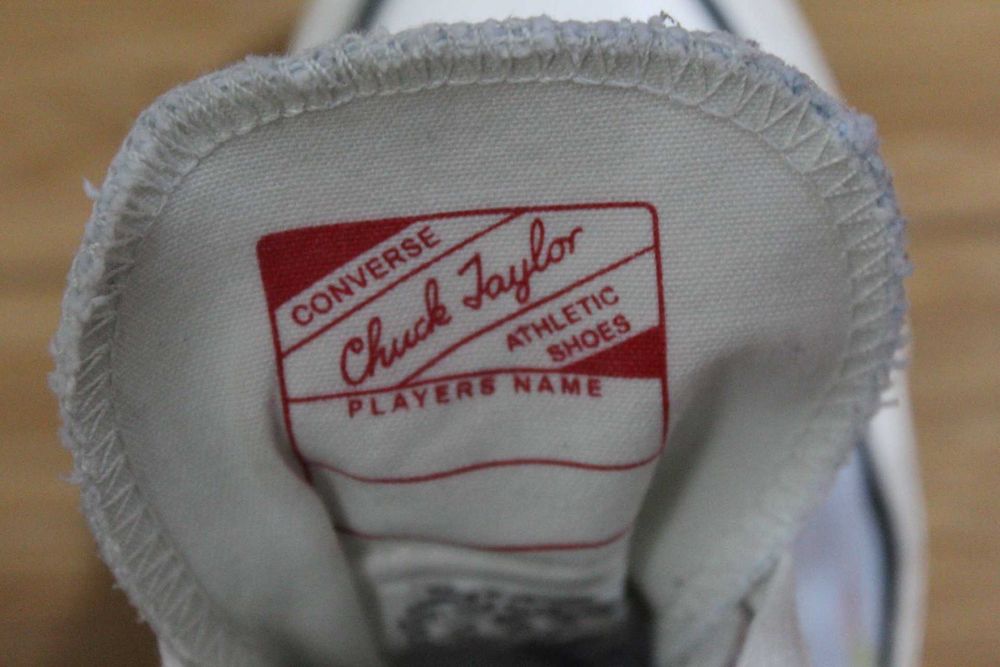 CONVERSE
Chuck Taylor
ATHLETIC
SHOES
PLAYERS NAME